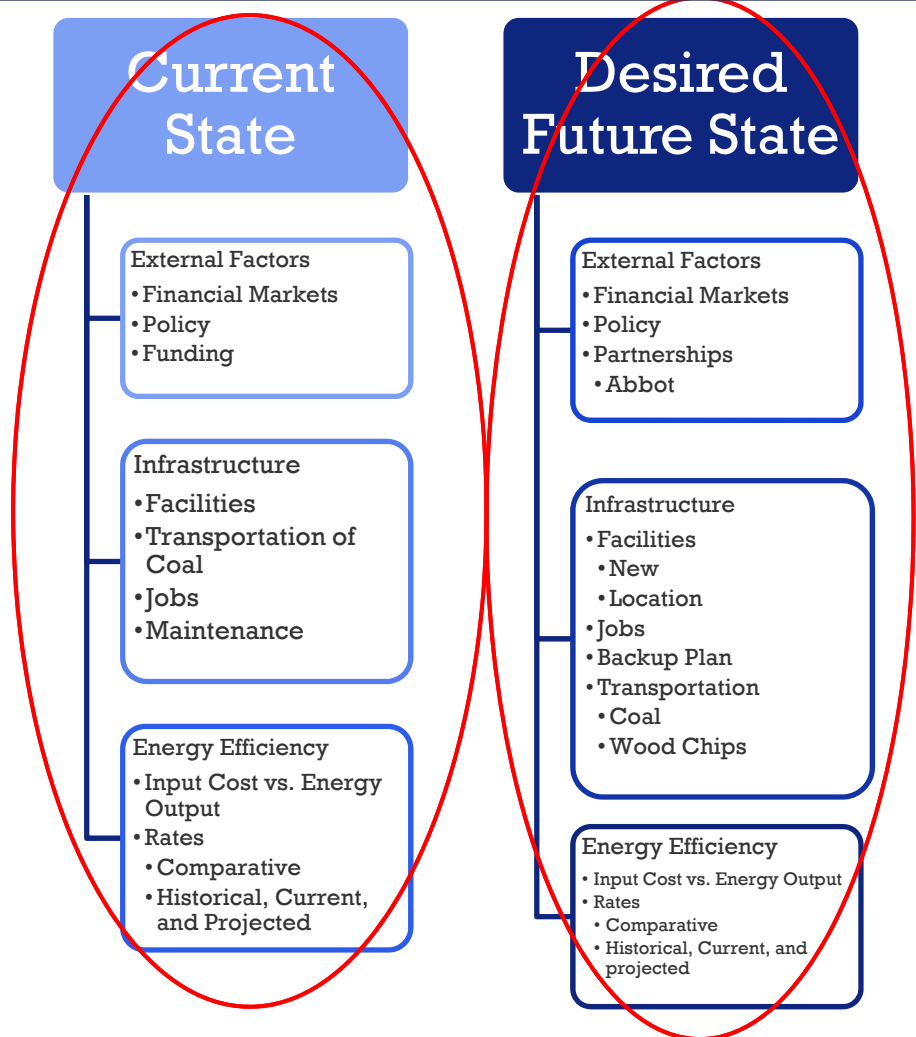 Current
State
External Factors
•Financial Markets
•Policy
•Funding
Infrastructure
•Facilities
•Transportation of
Coal
•Jobs
•Maintenance
Energy Efficiency
•Input Cost vs. Energy
Output
•Rates
•Comparative
•Historical, Current,
and Projected
Desired
Future State
External Factors
•Financial Markets
•Policy
•Partnerships
•Abbot
Infrastructure
•Facilities
•New
•Location
•Jobs
•Backup Plan
•Transportation
•Coal
•Wood Chips
Energy Efficiency
• Input Cost vs. Energy Output
• Rates
• Comparative
• Historical, Current, and
projected